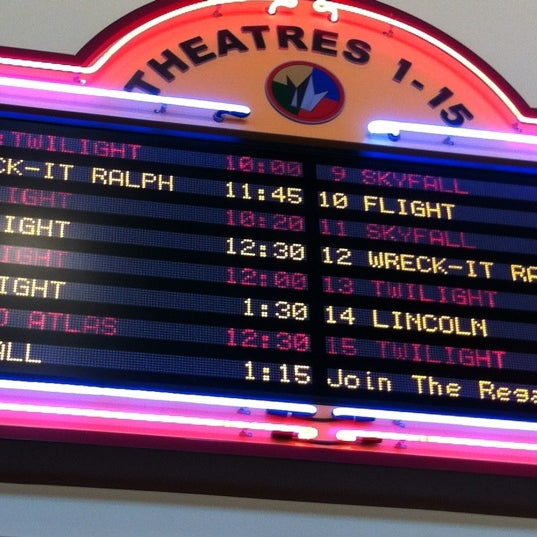 THEATRES 1-15
TWILIGHT 10:00
CK-IT RALPH 11:45
IGHT 10:20
IGHT 12:30
IGHT 12:00
IGHT 1:30
D ATLAS 12:30
ALL 1:15
9 SKYFALL
10 FLIGHT
11 SKYFALL
12 WRECK-IT RA
13 TWILIGHT
14 LINCOLN
15 TWILIGHT
Join The Rega